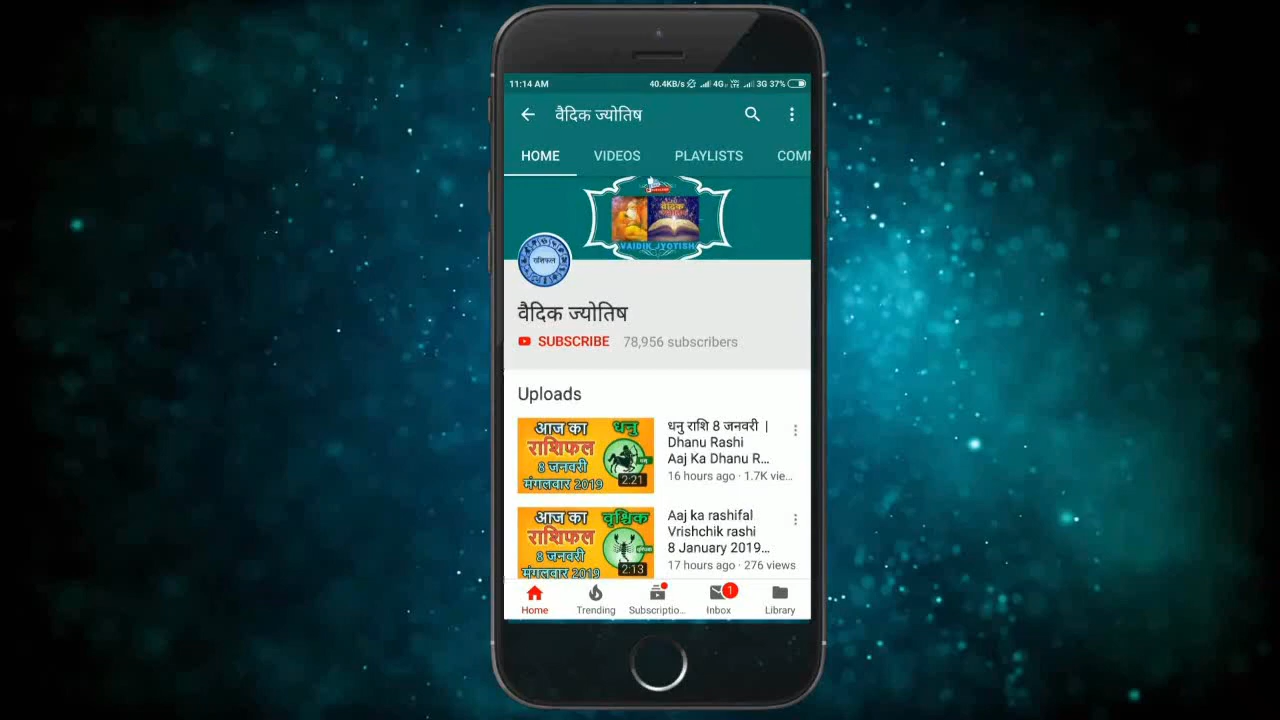 11:14 AM
40.4KB/s 4G 3G 37%
वैदिक ज्योतिष
HOME VIDEOS PLAYLISTS COMM
वैदिक
VAIDIK JYOTISH
राशिफल
वैदिक ज्योतिष
SUBSCRIBE 78,956 subscribers
Uploads
आज का धनु
राशिफल
8 जनवरी
मंगलवार 2019
2:21
धनु राशि 8 जनवरी |
Dhanu Rashi
Aaj Ka Dhanu R...
16 hours ago · 1.7K vie...
आज का वृश्चिक
राशिफल
8 जनवरी
मंगलवार 2019
2:13
Aaj ka rashifal
Vrishchik rashi
8 January 2019...
17 hours ago · 276 views
1
Home Trending Subscriptio... Inbox Library